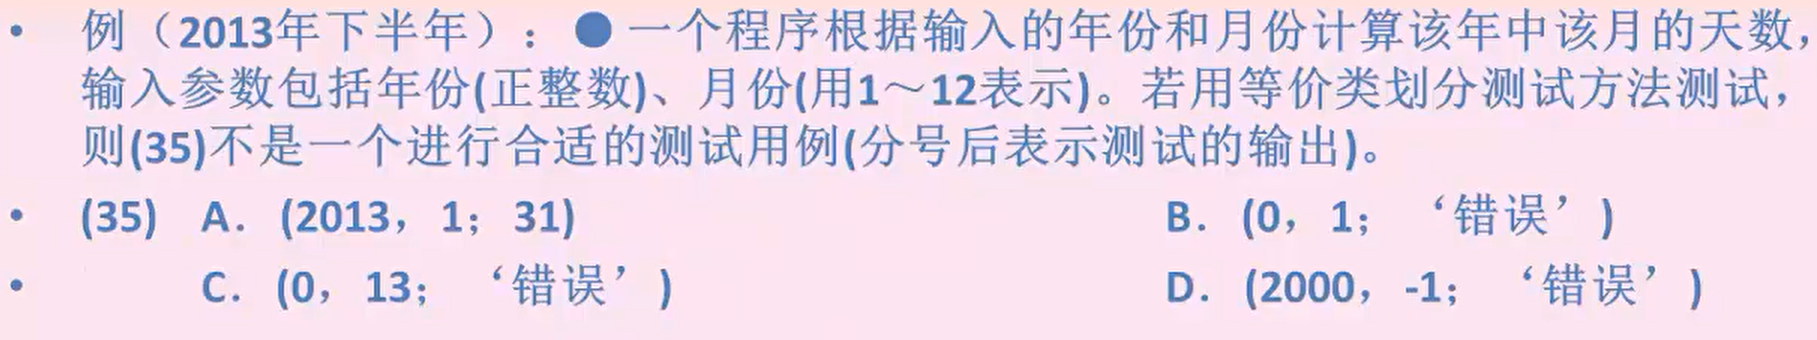 • 例（2013年下半年）：●一个程序根据输入的年份和月份计算该年中该月的天数，
输入参数包括年份(正整数)、月份(用1～12表示)。若用等价类划分测试方法测试，
则(35)不是一个进行合适的测试用例(分号后表示测试的输出)。
• (35) A. (2013，1；31) B. (0，1；‘错误’)
• C. (0，13；‘错误’) D. (2000，-1；‘错误’)